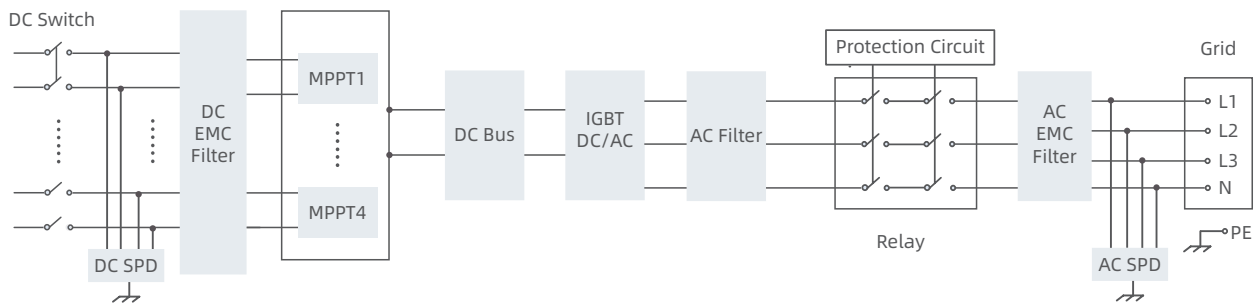 DC Switch
DC
EMC
Filter
DC SPD
MPPT1
MPPT4
DC Bus
IGBT
DC/AC
AC Filter
Protection Circuit
Relay
AC
EMC
Filter
AC SPD
Grid
L1
L2
L3
N
PE